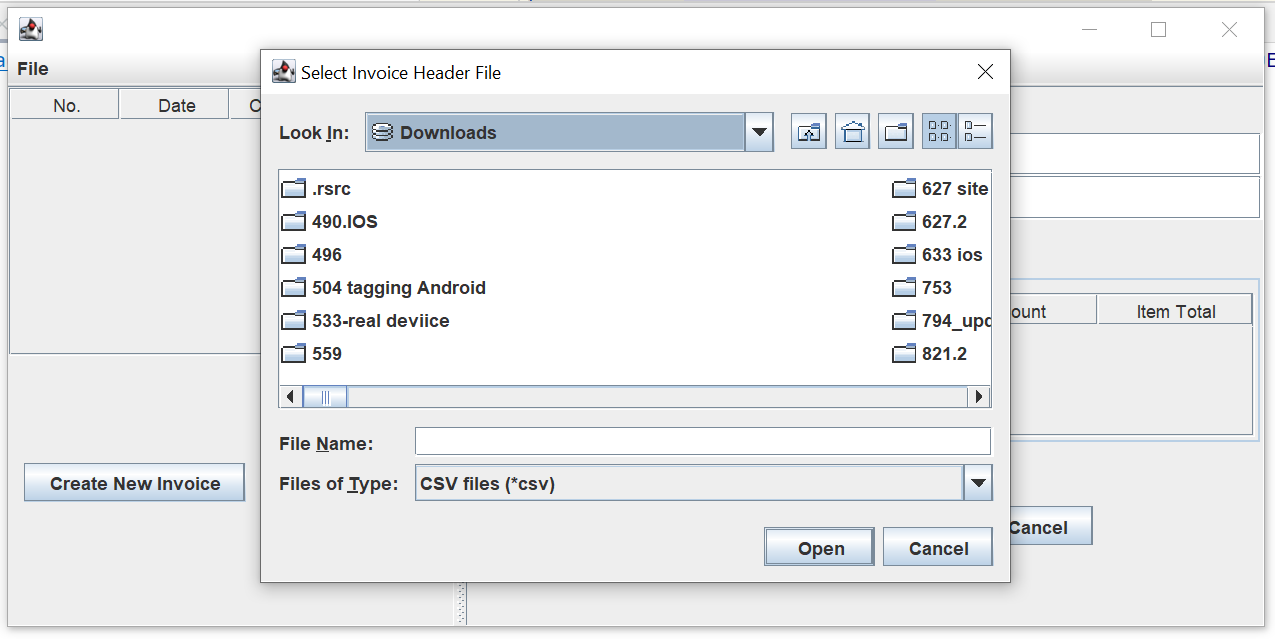 Select Invoice Header File
File
No. Date C
Look In: Downloads
.rsrc
490.IOS
496
504 tagging Android
533-real deviice
559
627 site
627.2
633 ios
753
794_upd
821.2
ount Item Total
File Name:
Files of Type: CSV files (*csv)
Create New Invoice
Open Cancel
Cancel